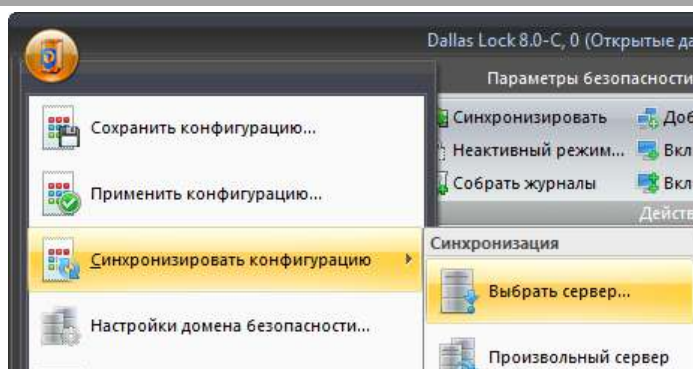 Dallas Lock 8.0-C, 0 (Открытые
Параметры безопасности
Синхронизировать
Неактивный режим...
Собрать журналы
Сохранить конфигурацию...
Применить конфигурацию...
Синхронизировать конфигурацию
Настройки домена безопасности...
Синхронизация
Выбрать сервер...
Произвольный сервер